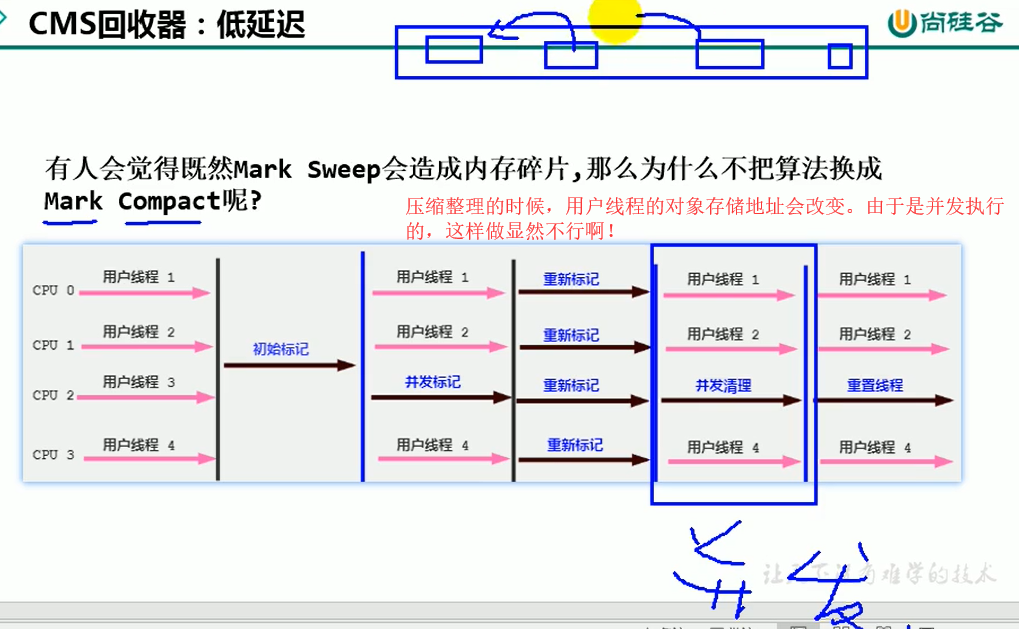 CMS回收器：低延迟
尚硅谷
有人会觉得既然Mark Sweep会造成内存碎片,那么为什么不把算法换成
Mark Compact呢?
压缩整理的时候，用户线程的对象存储地址会改变。由于是并发执行
的，这样做显然不行啊！
CPU 0 用户线程 1 用户线程 1 重新标记 用户线程 1 用户线程 1
CPU 1 用户线程 2 初始标记 用户线程 2 重新标记 用户线程 2 用户线程 2
CPU 2 用户线程 3 并发标记 重新标记 并发清理 重置线程
CPU 3 用户线程 4 用户线程 4 重新标记 用户线程 4 用户线程 4
并发
难学的技术